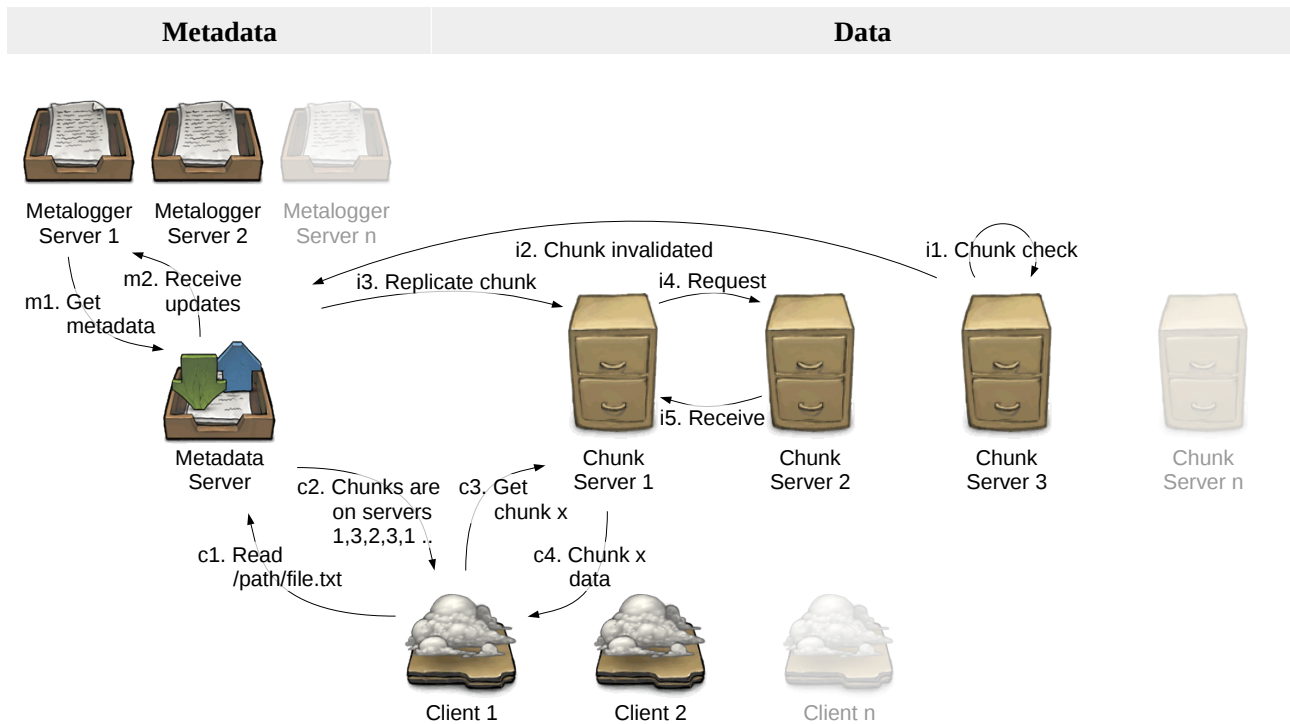 Metadata
Data
Metalogger
Server 1
Metalogger
Server 2
Metalogger
Server n
i2. Chunk invalidated
i1. Chunk check
m2. Receive
updates
i3. Replicate chunk
i4. Request
m1. Get
metadata
i5. Receive
Metadata
Server
Chunk
Server 1
Chunk
Server 2
Chunk
Server 3
Chunk
Server n
c2. Chunks are
on servers
1,3,2,3,1 ..
c3. Get
chunk x
c1. Read
/path/file.txt
c4. Chunk x
data
Client 1
Client 2
Client n